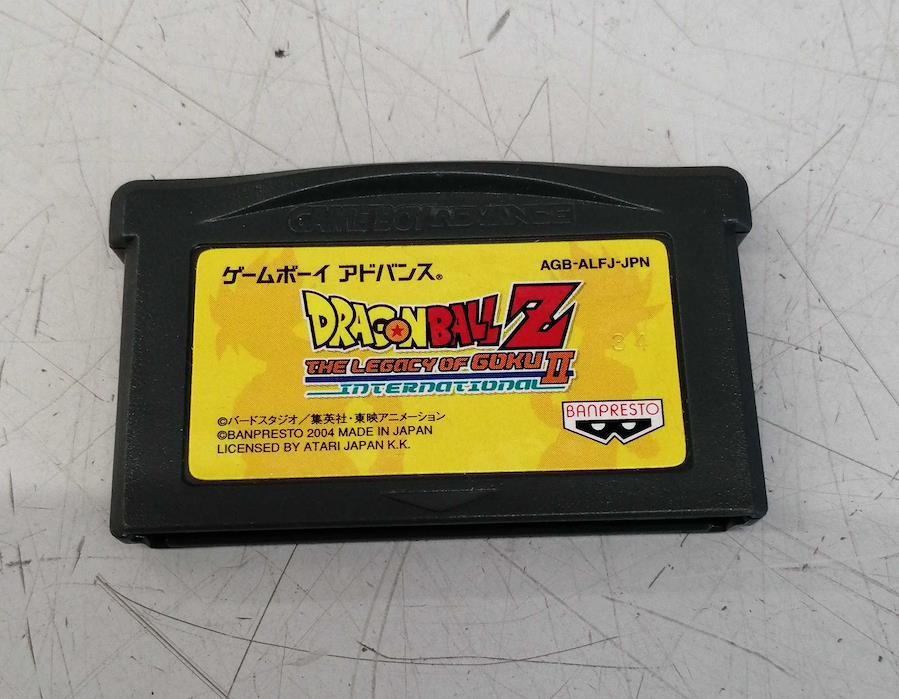 GAME BOY ADVANCE
ゲームボーイ アドバンス®
AGB-ALFJ-JPN
DRAGON BALL Z
34
THE LEGACY OF GOKU II
INTERNATIONAL
BANPRESTO
©バードスタジオ/集英社・東映アニメーション
©BANPRESTO 2004 MADE IN JAPAN
LICENSED BY ATARI JAPAN K.K.